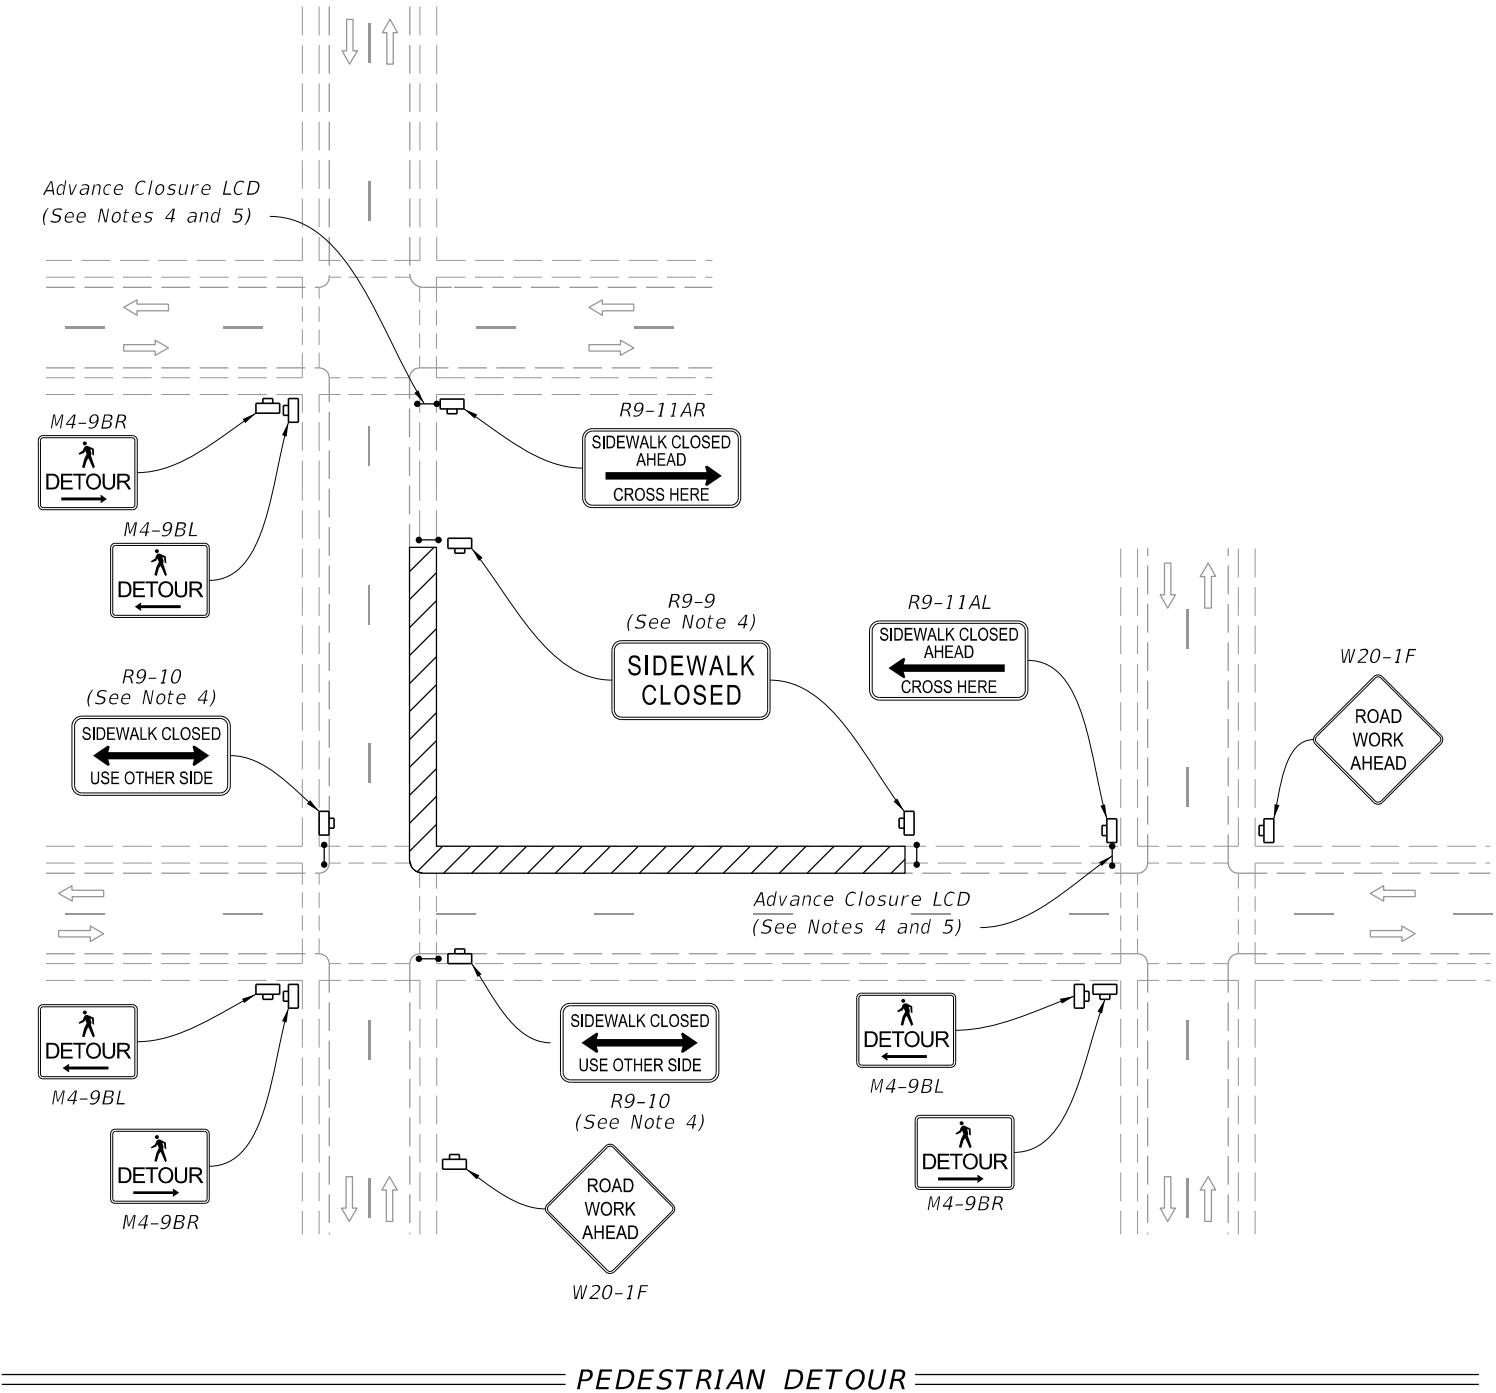 Advance Closure LCD
(See Notes 4 and 5)
M4-9BR
DETOUR
M4-9BL
DETOUR
R9-11AR
SIDEWALK CLOSED
AHEAD
CROSS HERE
R9-9
(See Note 4)
SIDEWALK
CLOSED
R9-11AL
SIDEWALK CLOSED
AHEAD
CROSS HERE
W20-1F
ROAD
WORK
AHEAD
R9-10
(See Note 4)
SIDEWALK CLOSED
USE OTHER SIDE
Advance Closure LCD
(See Notes 4 and 5)
DETOUR
M4-9BL
DETOUR
M4-9BR
SIDEWALK CLOSED
USE OTHER SIDE
R9-10
(See Note 4)
ROAD
WORK
AHEAD
W20-1F
DETOUR
M4-9BL
DETOUR
M4-9BR
PEDESTRIAN DETOUR